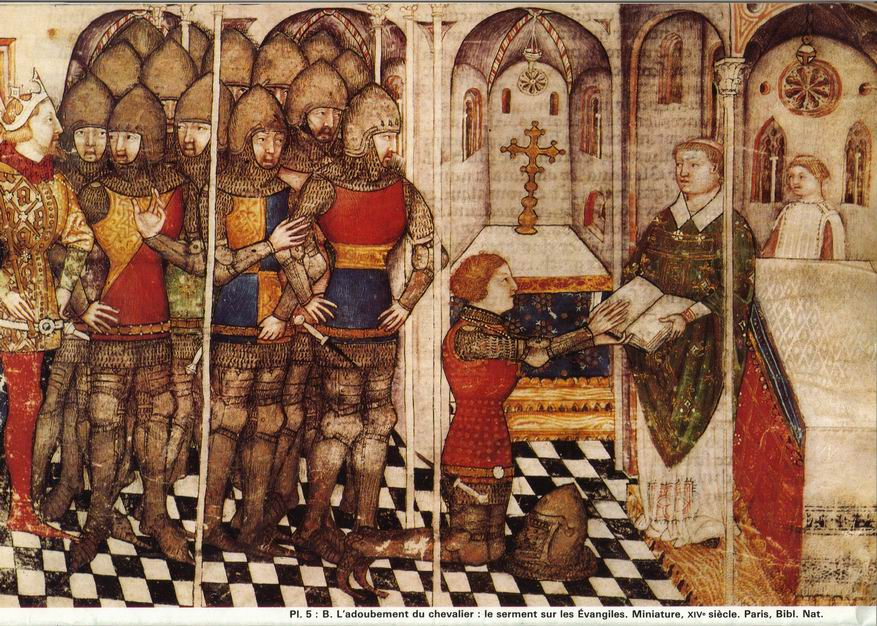 Pl. 5 : B. L'adoubement du chevalier : le serment sur les Évangiles. Miniature, XIVe siècle. Paris, Bibl. Nat.